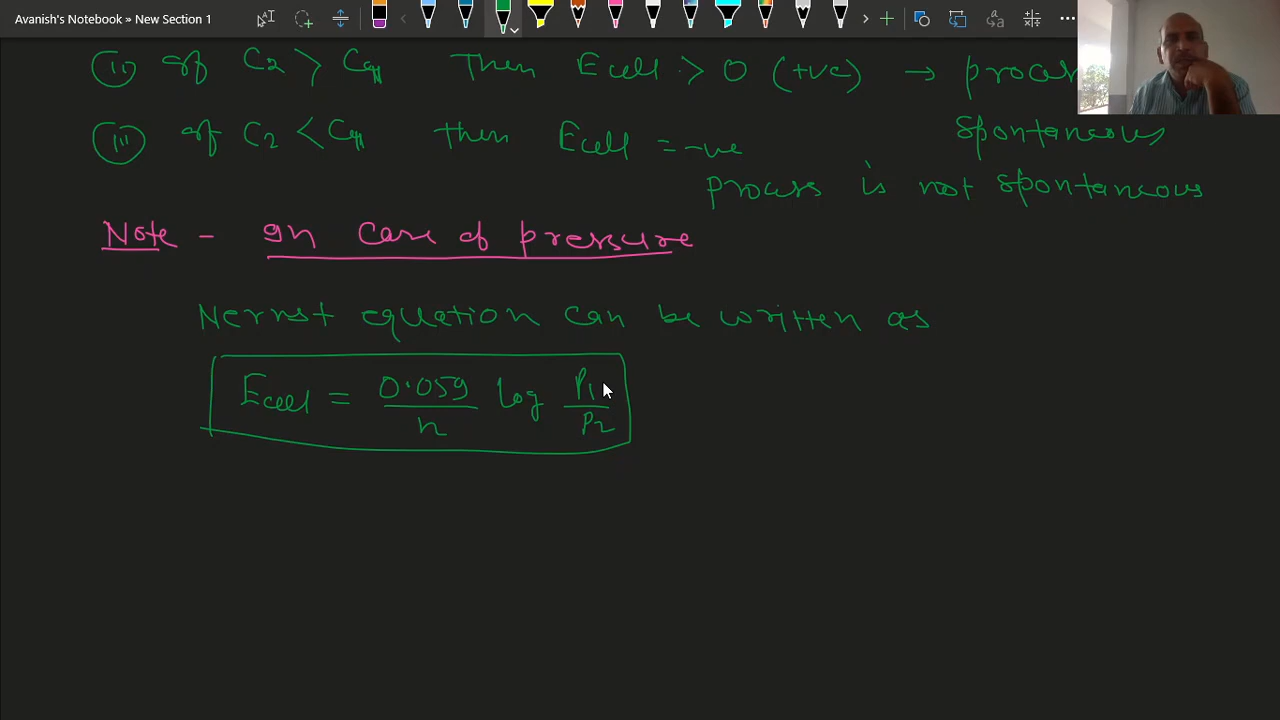 Avanish's Notebook » New Section 1
(ii) If C2 > C1 Then Ecell > 0 (+ve) → process
spontaneous
(iii) If C2 < C1 then Ecell = -ve
process is not spontaneous
Note - In Case of pressure
Nernst equation can be written as
Ecell = 0.059/n log P1/P2